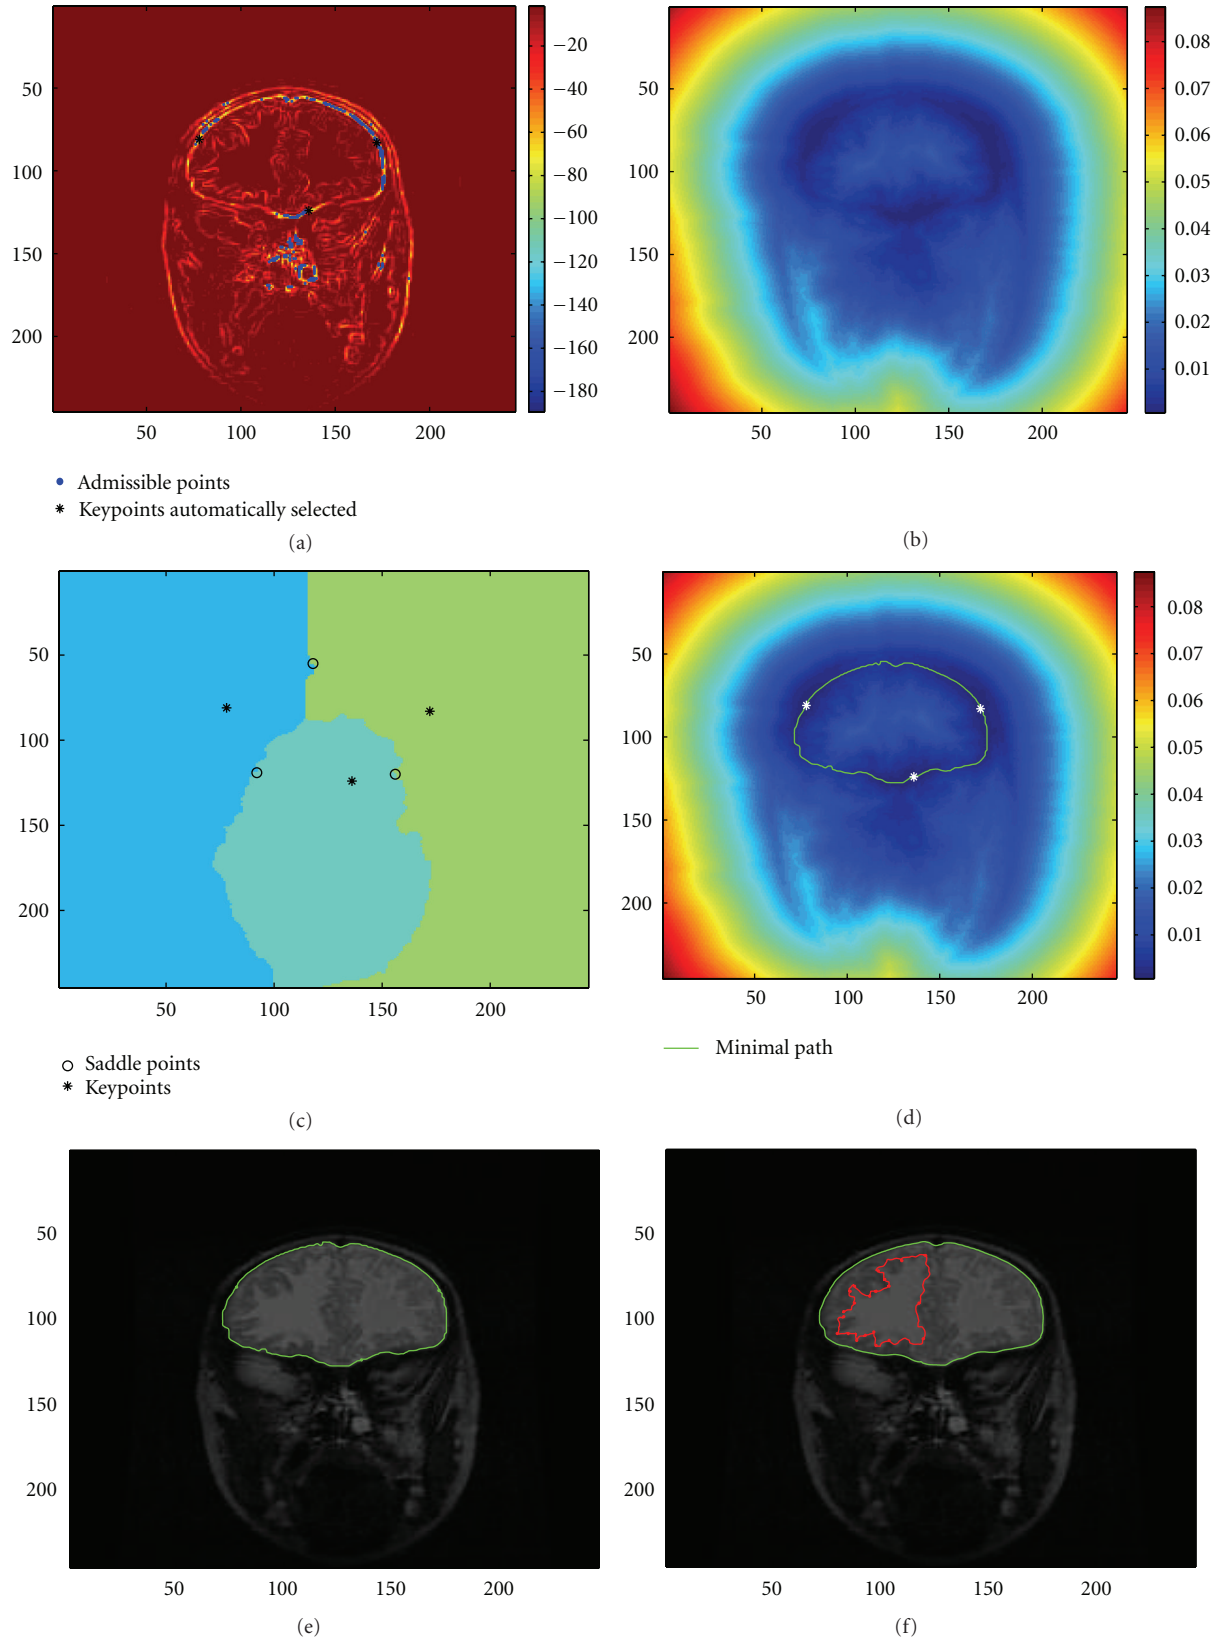 50
100
150
200
50 100 150 200
−20
−40
−60
−80
−100
−120
−140
−160
−180
Admissible points
Keypoints automatically selected
(a)
50
100
150
200
50 100 150 200
0.08
0.07
0.06
0.05
0.04
0.03
0.02
0.01
(b)
50
100
150
200
50 100 150 200
Saddle points
Keypoints
(c)
50
100
150
200
50 100 150 200
0.08
0.07
0.06
0.05
0.04
0.03
0.02
0.01
Minimal path
(d)
50
100
150
200
50 100 150 200
(e)
50
100
150
200
50 100 150 200
(f)